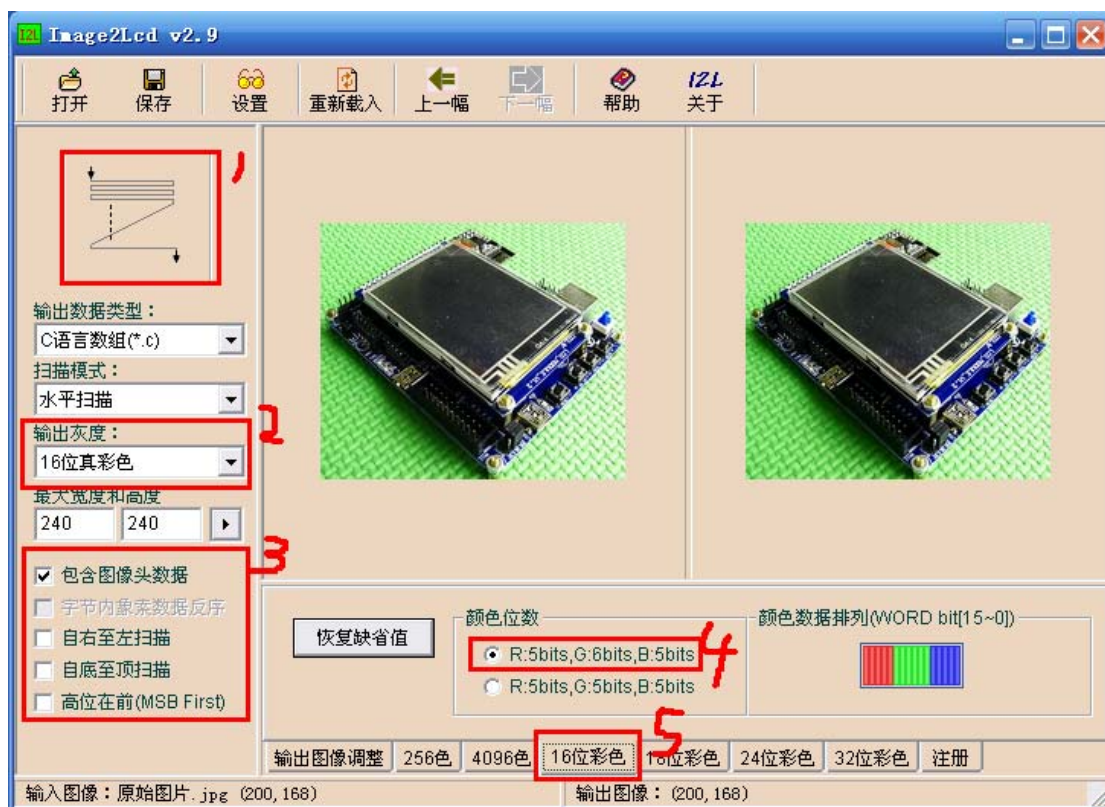 I2L Image2Lcd v2.9
打开 保存 设置 重新载入 上一幅 下一幅 帮助 关于
I2L
1
输出数据类型：
C语言数组(*.c)
扫描模式：
水平扫描
2
输出灰度：
16位真彩色
最大宽度和高度
240 240
3
包含图像头数据
字节内象素数据反序
自右至左扫描
自底至顶扫描
高位在前(MSB First)
恢复缺省值
颜色位数
R:5bits,G:6bits,B:5bits
4
R:5bits,G:5bits,B:5bits
颜色数据排列(WORD bit[15~0])
5
输出图像调整 256色 4096色 16位彩色 18位彩色 24位彩色 32位彩色 注册
输入图像：原始图片.jpg (200,168)
输出图像： (200,168)